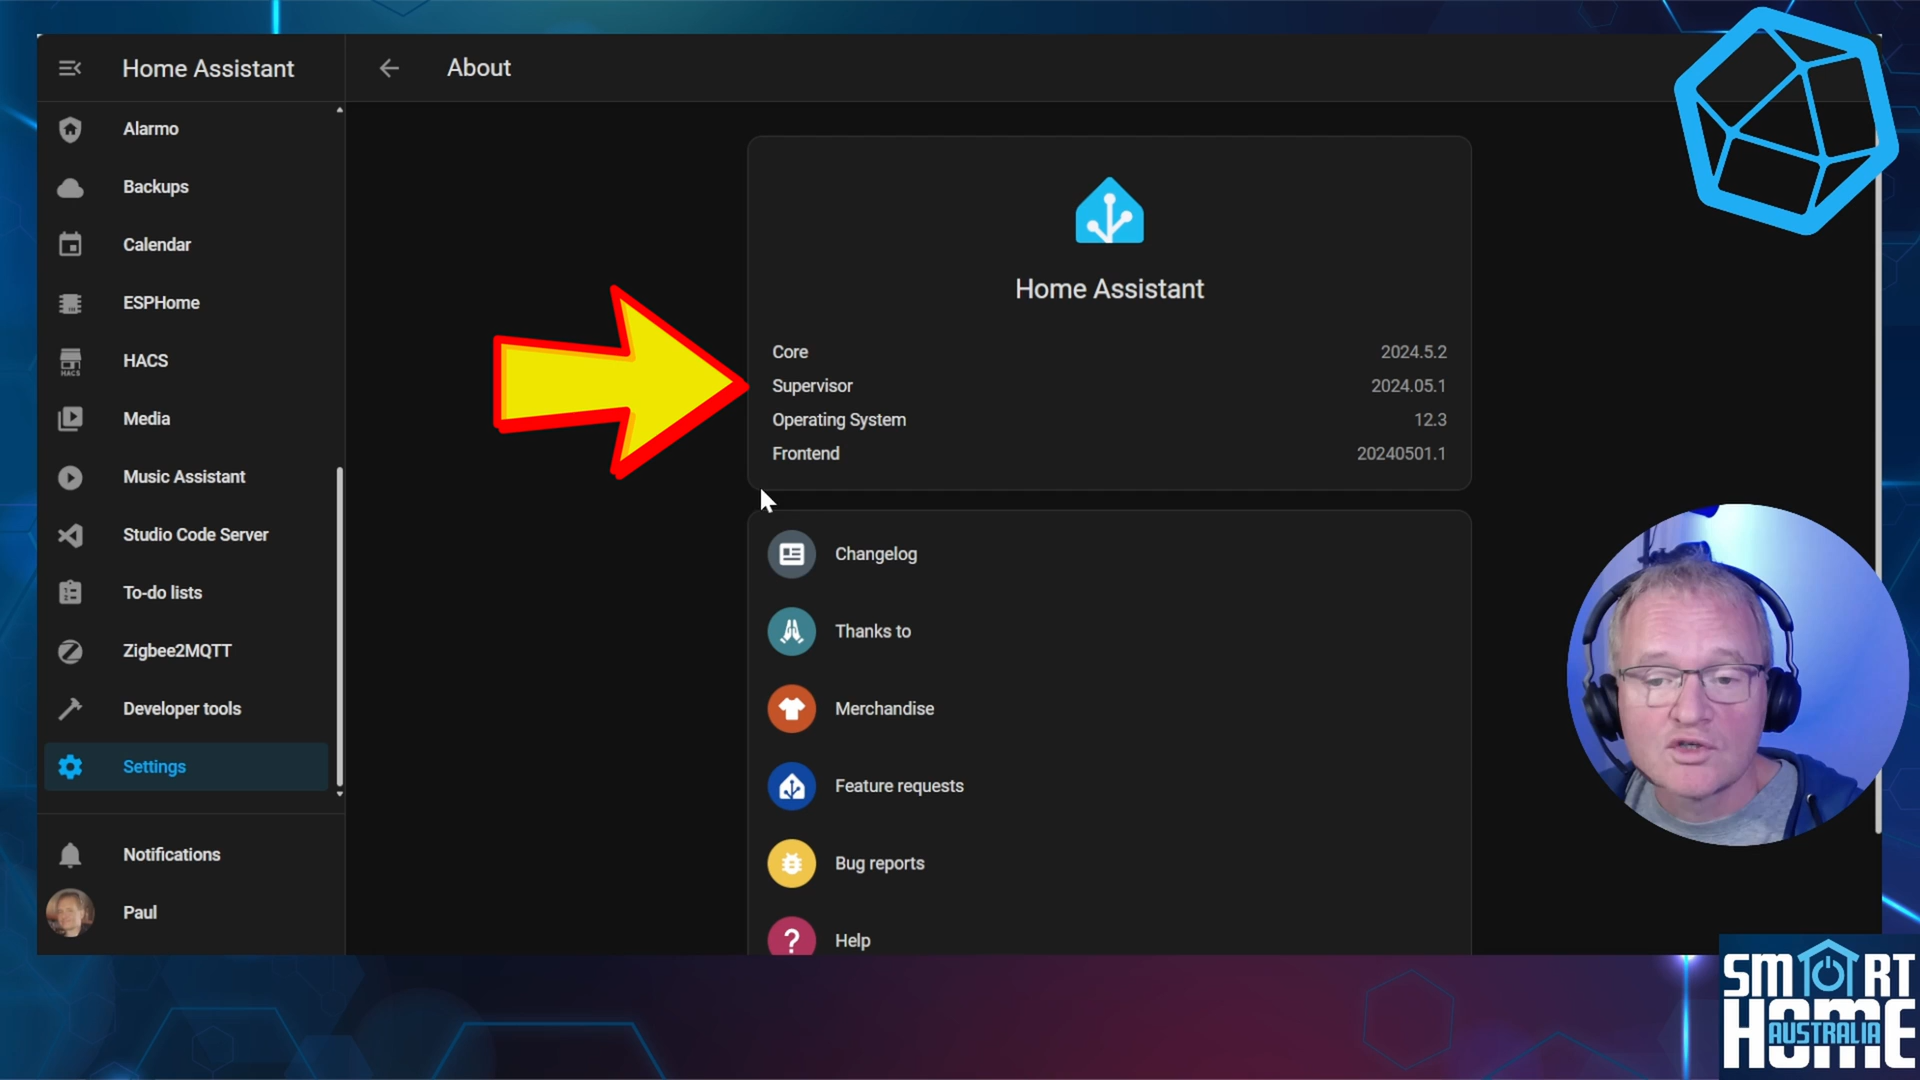 Home Assistant
About
Alarmo
Backups
Calendar
ESPHome
HACS
HACS
Media
Music Assistant
Studio Code Server
To-do lists
Zigbee2MQTT
Developer tools
Settings
Notifications
Paul
Home Assistant
Core 2024.5.2
Supervisor 2024.05.1
Operating System 12.3
Frontend 20240501.1
Changelog
Thanks to
Merchandise
Feature requests
Bug reports
? Help
SMART
HOME
AUSTRALIA